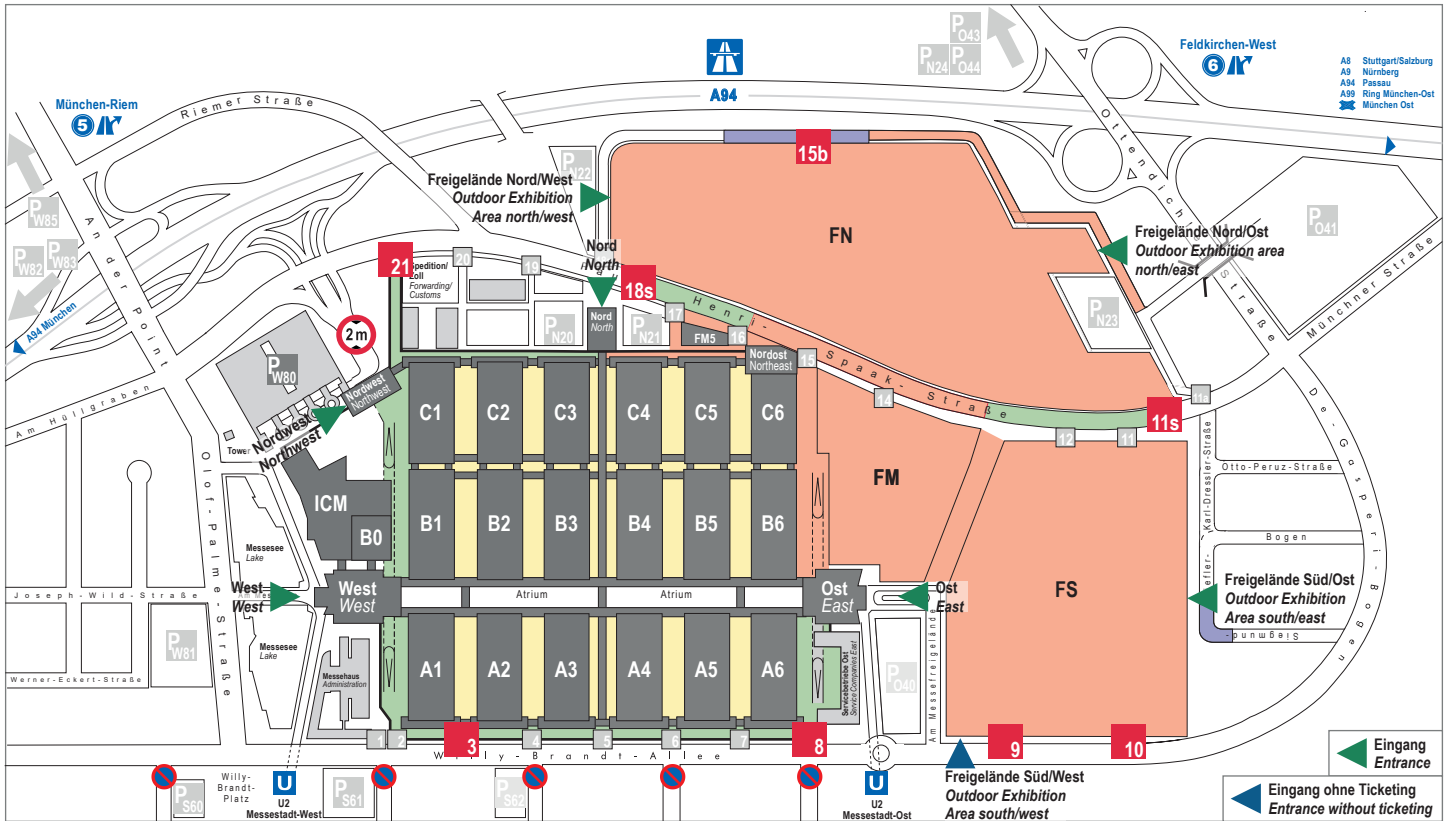 P
O43
P
N24
P
O44
Feldkirchen-West
6
A8 Stuttgart/Salzburg
A9 Nürnberg
A94 Passau
A99 Ring München-Ost
München Ost
A94
München-Riem
5
Riemer Straße
Ottendichler Straße
P
W85
P
W82
P
W83
An der Point
A94 München
P
N22
15b
Freigelände Nord/West
Outdoor Exhibition
Area north/west
FN
P
O41
Freigelände Nord/Ost
Outdoor Exhibition area
north/east
Münchner Straße
Nord
North
21
20
19
Spedition/
Zoll
Forwarding/
Customs
18s
17
Henri-Spaak-Straße
P
N23
2 m
P
N20
Nord
North
P
N21
FM5
16
Nordost
Northeast
15
14
P
W80
Nordwest
Northwest
Nordwest
Northwest
Am Hüllgraben
Tower
C1
C2
C3
C4
C5
C6
11a
11s
12
11
De-Gasperi-Bogen
Karl-Dressler-Straße
Otto-Peruz-Straße
Olof-Palme-Straße
ICM
B0
B1
B2
B3
B4
B5
B6
FM
Bogen
Messesee
Lake
West
West
West
West
Joseph-Wild-Straße
Atrium
Atrium
Ost
East
Ost
East
FS
Freigelände Süd/Ost
Outdoor Exhibition
Area south/east
Siegmund-
Messesee
Lake
P
W81
Werner-Eckert-Straße
Messehaus
Administration
A1
A2
A3
A4
A5
A6
Servicebetriebe Ost
Service Companies East
P
O40
Am Messefreigelände
1
2
3
4
5
6
7
8
9
10
Willy-Brandt-Allee
P
S60
Willy-
Brandt-
Platz
U
U2
Messestadt-West
P
S61
P
S62
U
U2
Messestadt-Ost
Freigelände Süd/West
Outdoor Exhibition
Area south/west
Eingang
Entrance
Eingang ohne Ticketing
Entrance without ticketing